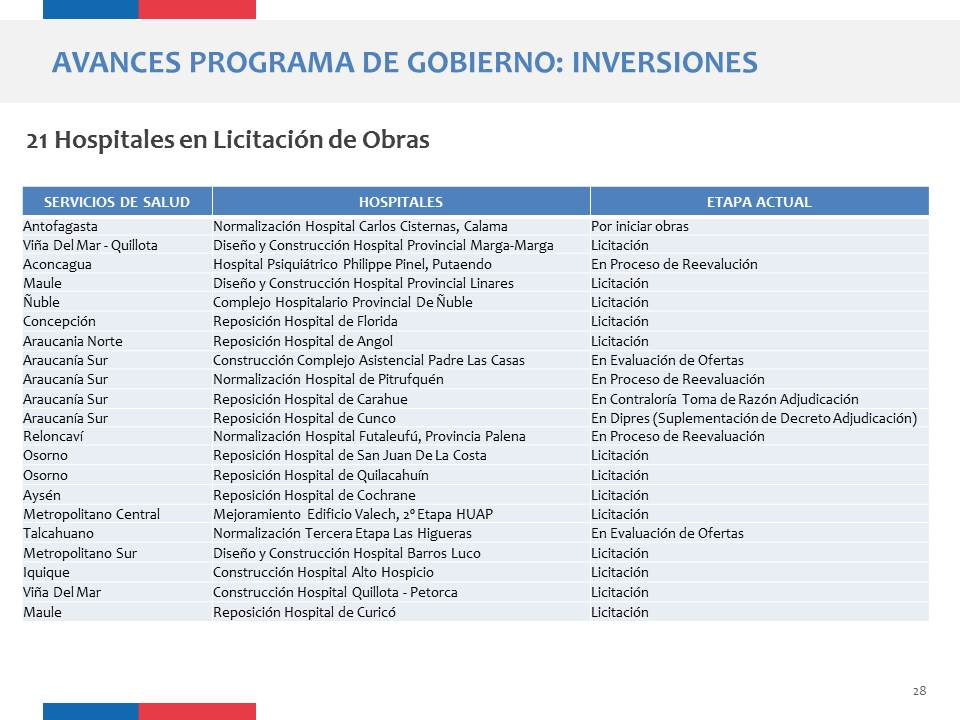 AVANCES PROGRAMA DE GOBIERNO: INVERSIONES
21 Hospitales en Licitación de Obras
SERVICIOS DE SALUD HOSPITALES ETAPA ACTUAL
Antofagasta Normalización Hospital Carlos Cisternas, Calama Por iniciar obras
Viña Del Mar - Quillota Diseño y Construcción Hospital Provincial Marga-Marga Licitación
Aconcagua Hospital Psiquiátrico Philippe Pinel, Putaendo En Proceso de Reevalución
Maule Diseño y Construcción Hospital Provincial Linares Licitación
Ñuble Complejo Hospitalario Provincial De Ñuble Licitación
Concepción Reposición Hospital de Florida Licitación
Araucania Norte Reposición Hospital de Angol Licitación
Araucanía Sur Construcción Complejo Asistencial Padre Las Casas En Evaluación de Ofertas
Araucanía Sur Normalización Hospital de Pitrufquén En Proceso de Reevaluación
Araucanía Sur Reposición Hospital de Carahue En Contraloría Toma de Razón Adjudicación
Araucanía Sur Reposición Hospital de Cunco En Dipres (Suplementación de Decreto Adjudicación)
Reloncaví Normalización Hospital Futaleufú, Provincia Palena En Proceso de Reevaluación
Osorno Reposición Hospital de San Juan De La Costa Licitación
Osorno Reposición Hospital de Quilacahuín Licitación
Aysén Reposición Hospital de Cochrane Licitación
Metropolitano Central Mejoramiento Edificio Valech, 2º Etapa HUAP Licitación
Talcahuano Normalización Tercera Etapa Las Higueras En Evaluación de Ofertas
Metropolitano Sur Diseño y Construcción Hospital Barros Luco Licitación
Iquique Construcción Hospital Alto Hospicio Licitación
Viña Del Mar Construcción Hospital Quillota - Petorca Licitación
Maule Reposición Hospital de Curicó Licitación
28